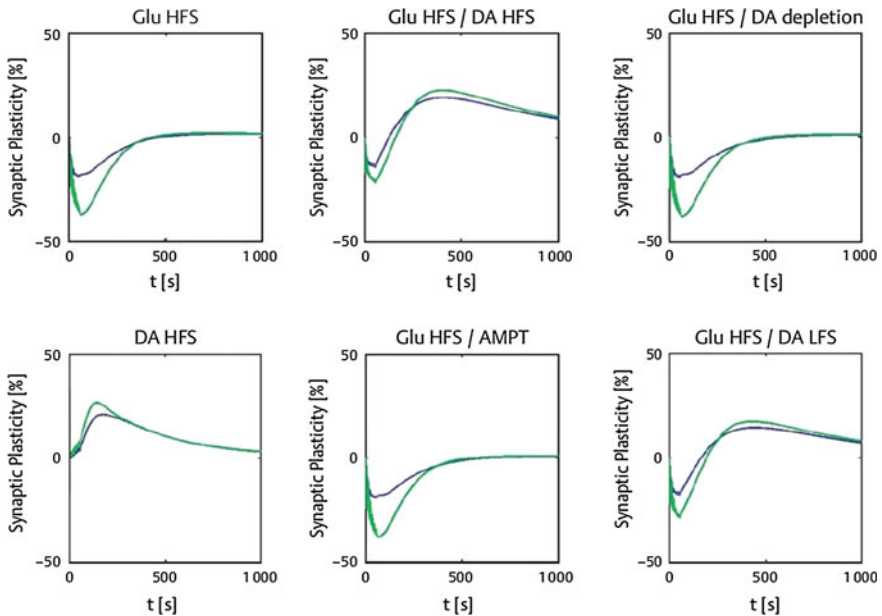 Glu HFS
50
0
−50
0
500
1 000
Synaptic Plasticity [%]
t [s]
Glu HFS / DA HFS
50
0
−50
0
500
1 000
Synaptic Plasticity [%]
t [s]
Glu HFS / DA depletion
50
0
−50
0
500
1 000
Synaptic Plasticity [%]
t [s]
DA HFS
50
0
−50
0
500
1 000
Synaptic Plasticity [%]
t [s]
Glu HFS / AMPT
50
0
−50
0
500
1 000
Synaptic Plasticity [%]
t [s]
Glu HFS / DA LFS
50
0
−50
0
500
1 000
Synaptic Plasticity [%]
t [s]